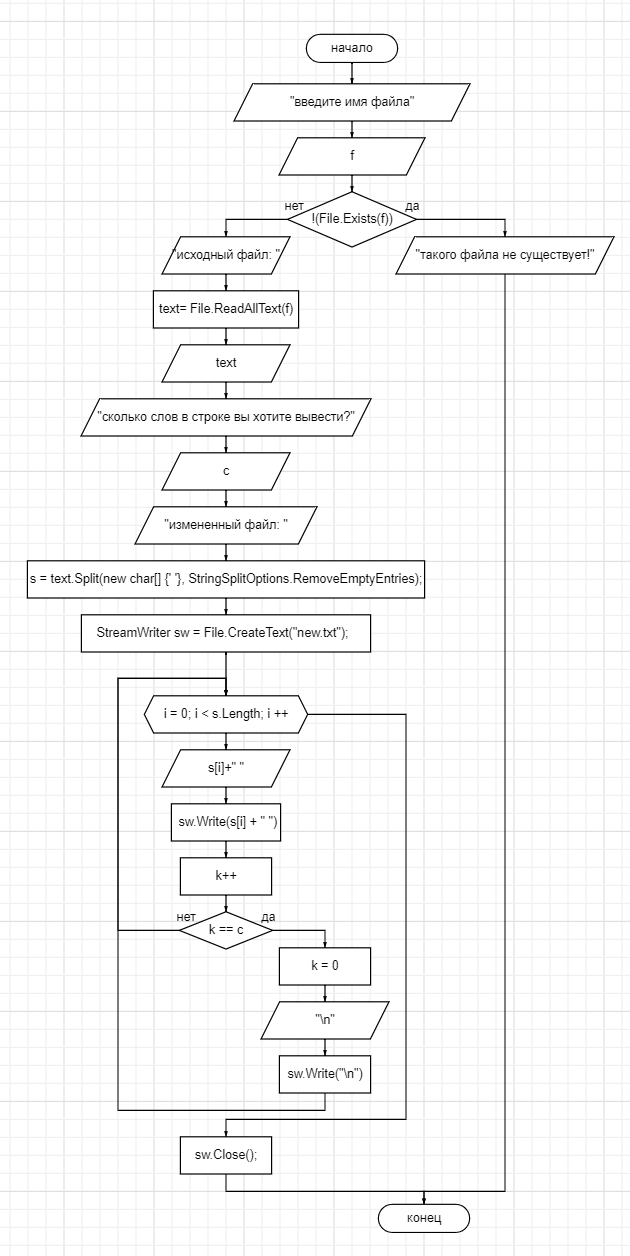 начало
"введите имя файла"
f
нет
да
!(File.Exists(f))
"исходный файл: "
"такого файла не существует!"
text= File.ReadAllText(f)
text
"сколько слов в строке вы хотите вывести?"
c
"измененный файл: "
s = text.Split(new char[] {' '}, StringSplitOptions.RemoveEmptyEntries);
StreamWriter sw = File.CreateText("new.txt");
i = 0; i < s.Length; i ++
s[i]+" "
sw.Write(s[i] + " ")
k++
нет
да
k == c
k = 0
"\n"
sw.Write("\n")
sw.Close();
конец